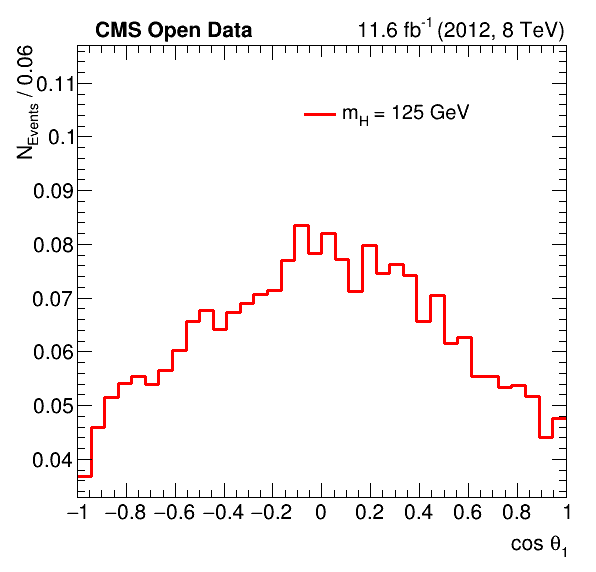 CMS Open Data 11.6 fb⁻¹ (2012, 8 TeV)
N_Events / 0.06
m_H = 125 GeV
0.11
0.1
0.09
0.08
0.07
0.06
0.05
0.04
−1 −0.8 −0.6 −0.4 −0.2 0 0.2 0.4 0.6 0.8 1
cos θ₁